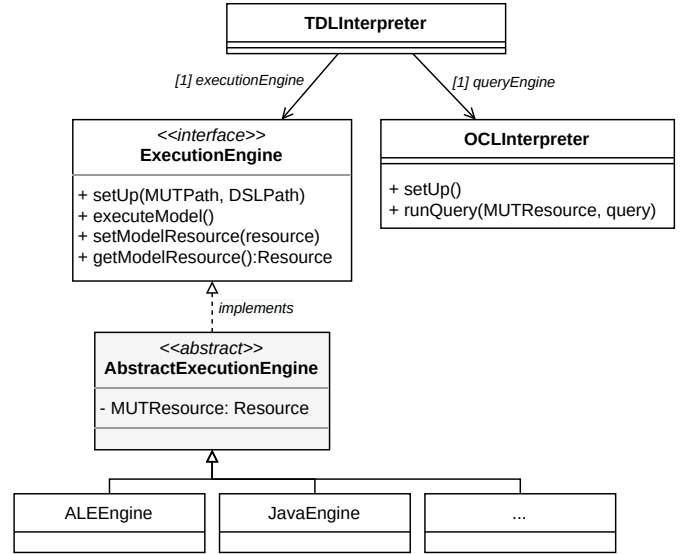 TDLInterpreter
[1] executionEngine
[1] queryEngine
<<interface>>
ExecutionEngine
+ setUp(MUTPath, DSLPath)
+ executeModel()
+ setModelResource(resource)
+ getModelResource():Resource
OCLInterpreter
+ setUp()
+ runQuery(MUTResource, query)
implements
<<abstract>>
AbstractExecutionEngine
- MUTResource: Resource
ALEEngine
JavaEngine
...